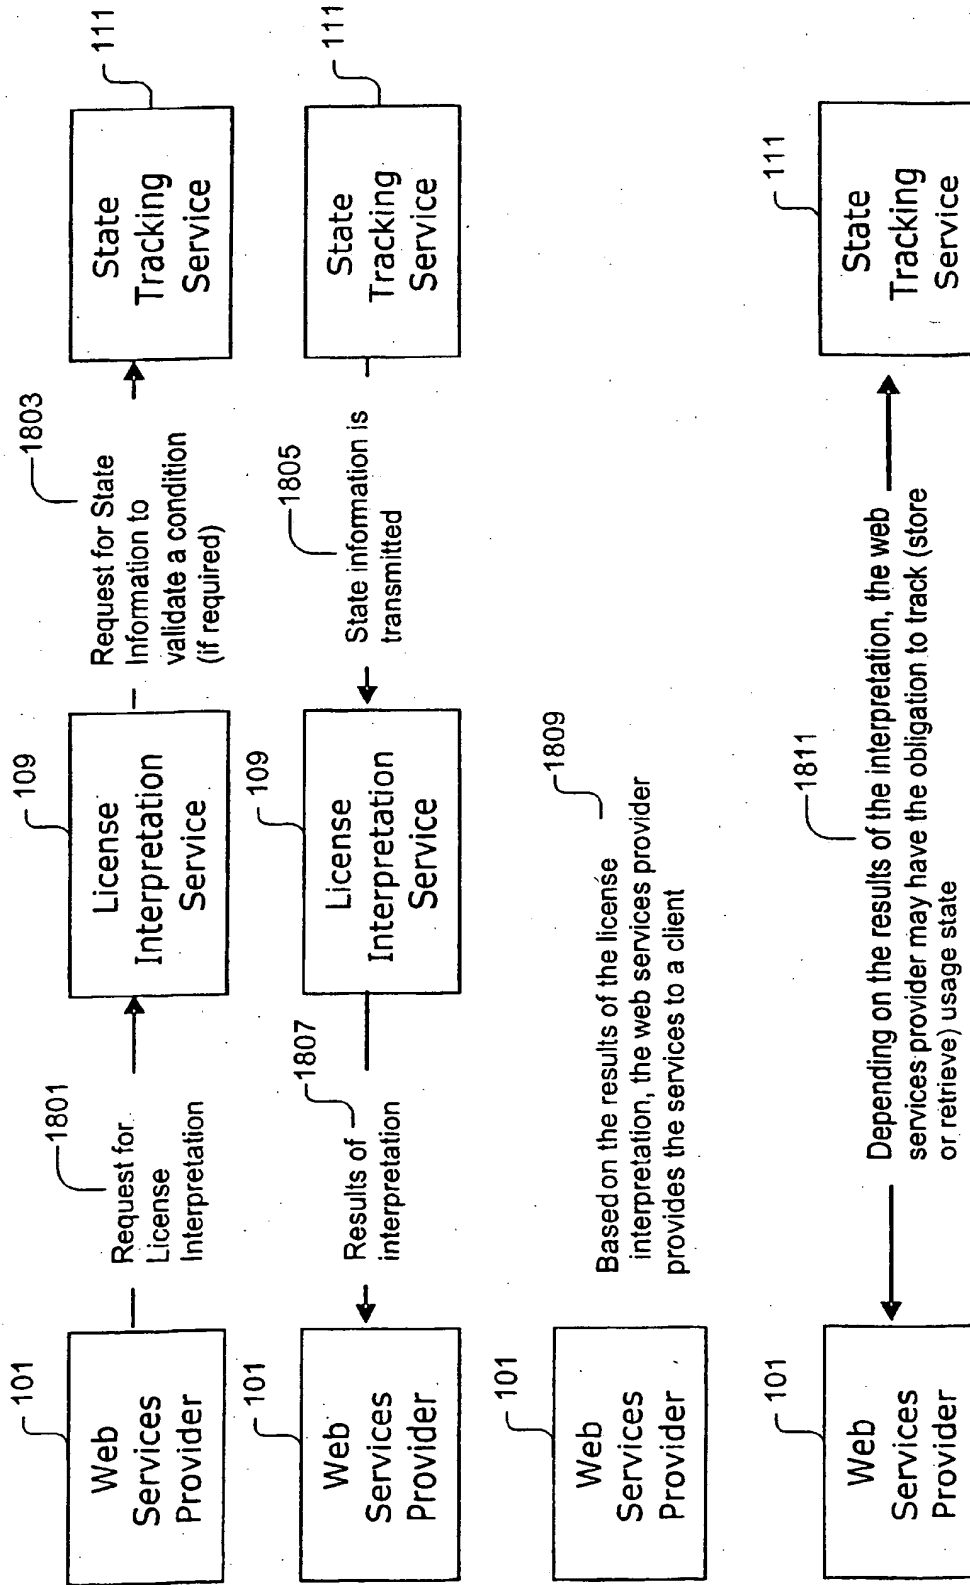 101
Web
Services
Provider
1801
Request for
License
Interpretation
109
License
Interpretation
Service
1803
Request for State
Information to
validate a condition
(if required)
111
State
Tracking
Service
101
Web
Services
Provider
1807
Results of
interpretation
109
License
Interpretation
Service
1805
State information is
transmitted
111
State
Tracking
Service
101
Web
Services
Provider
1809
Based on the results of the license
interpretation, the web services provider
provides the services to a client
101
Web
Services
Provider
1811
Depending on the results of the interpretation, the web
services provider may have the obligation to track (store
or retrieve) usage state
111
State
Tracking
Service